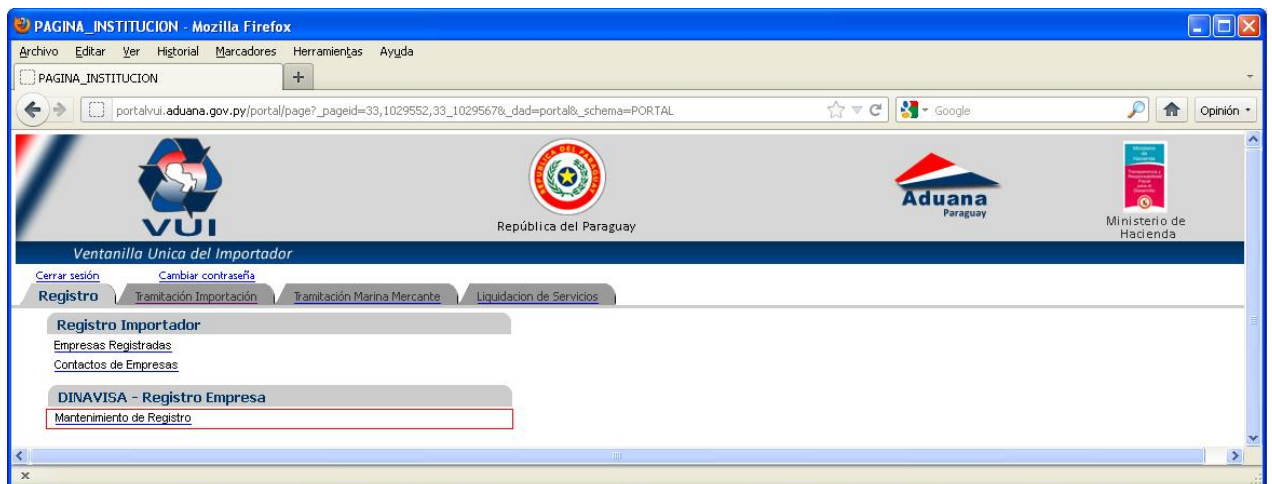 PAGINA_INSTITUCION - Mozilla Firefox
Archivo Editar Ver Historial Marcadores Herramientas Ayuda
PAGINA_INSTITUCION
portalvui.aduana.gov.py/portal/page?_pageid=33,1029552,33_1029567&_dad=portal&_schema=PORTAL
Google
Opinión
VUI
REPUBLICA DEL PARAGUAY
República del Paraguay
Aduana
Paraguay
Ministerio de
Hacienda
Ventanilla Unica del Importador
Cerrar sesión Cambiar contraseña
Registro Tramitación Importación Tramitación Marina Mercante Liquidacion de Servicios
Registro Importador
Empresas Registradas
Contactos de Empresas
DINAVISA - Registro Empresa
Mantenimiento de Registro